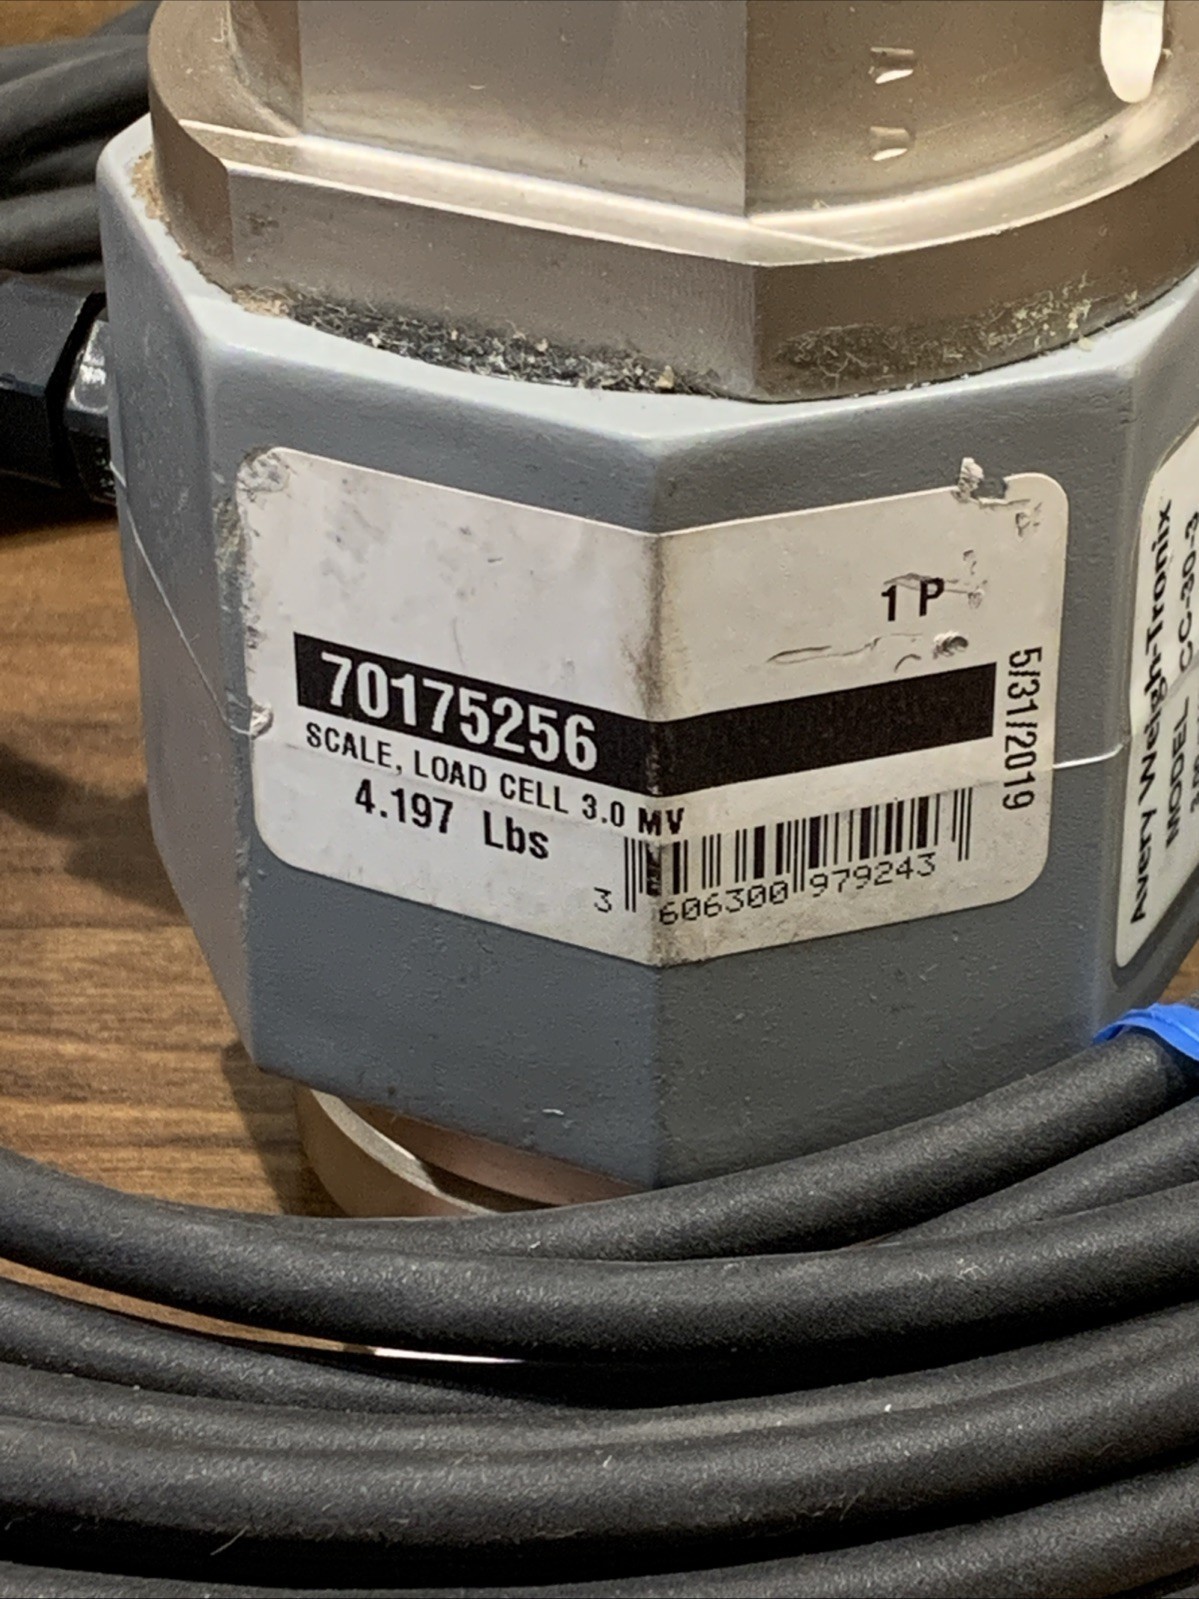 1 P
70175256
SCALE, LOAD CELL 3.0 MV
4.197 Lbs
3 606300 979243
5/31/2019
Avery Weigh-Tronix
MODEL CC-30-3